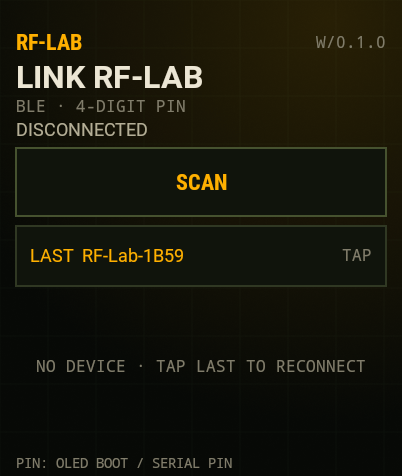 RF-LAB W/0.1.0
LINK RF-LAB
BLE · 4-DIGIT PIN
DISCONNECTED
SCAN
LAST RF-Lab-1B59 TAP
NO DEVICE · TAP LAST TO RECONNECT
PIN: OLED BOOT / SERIAL PIN